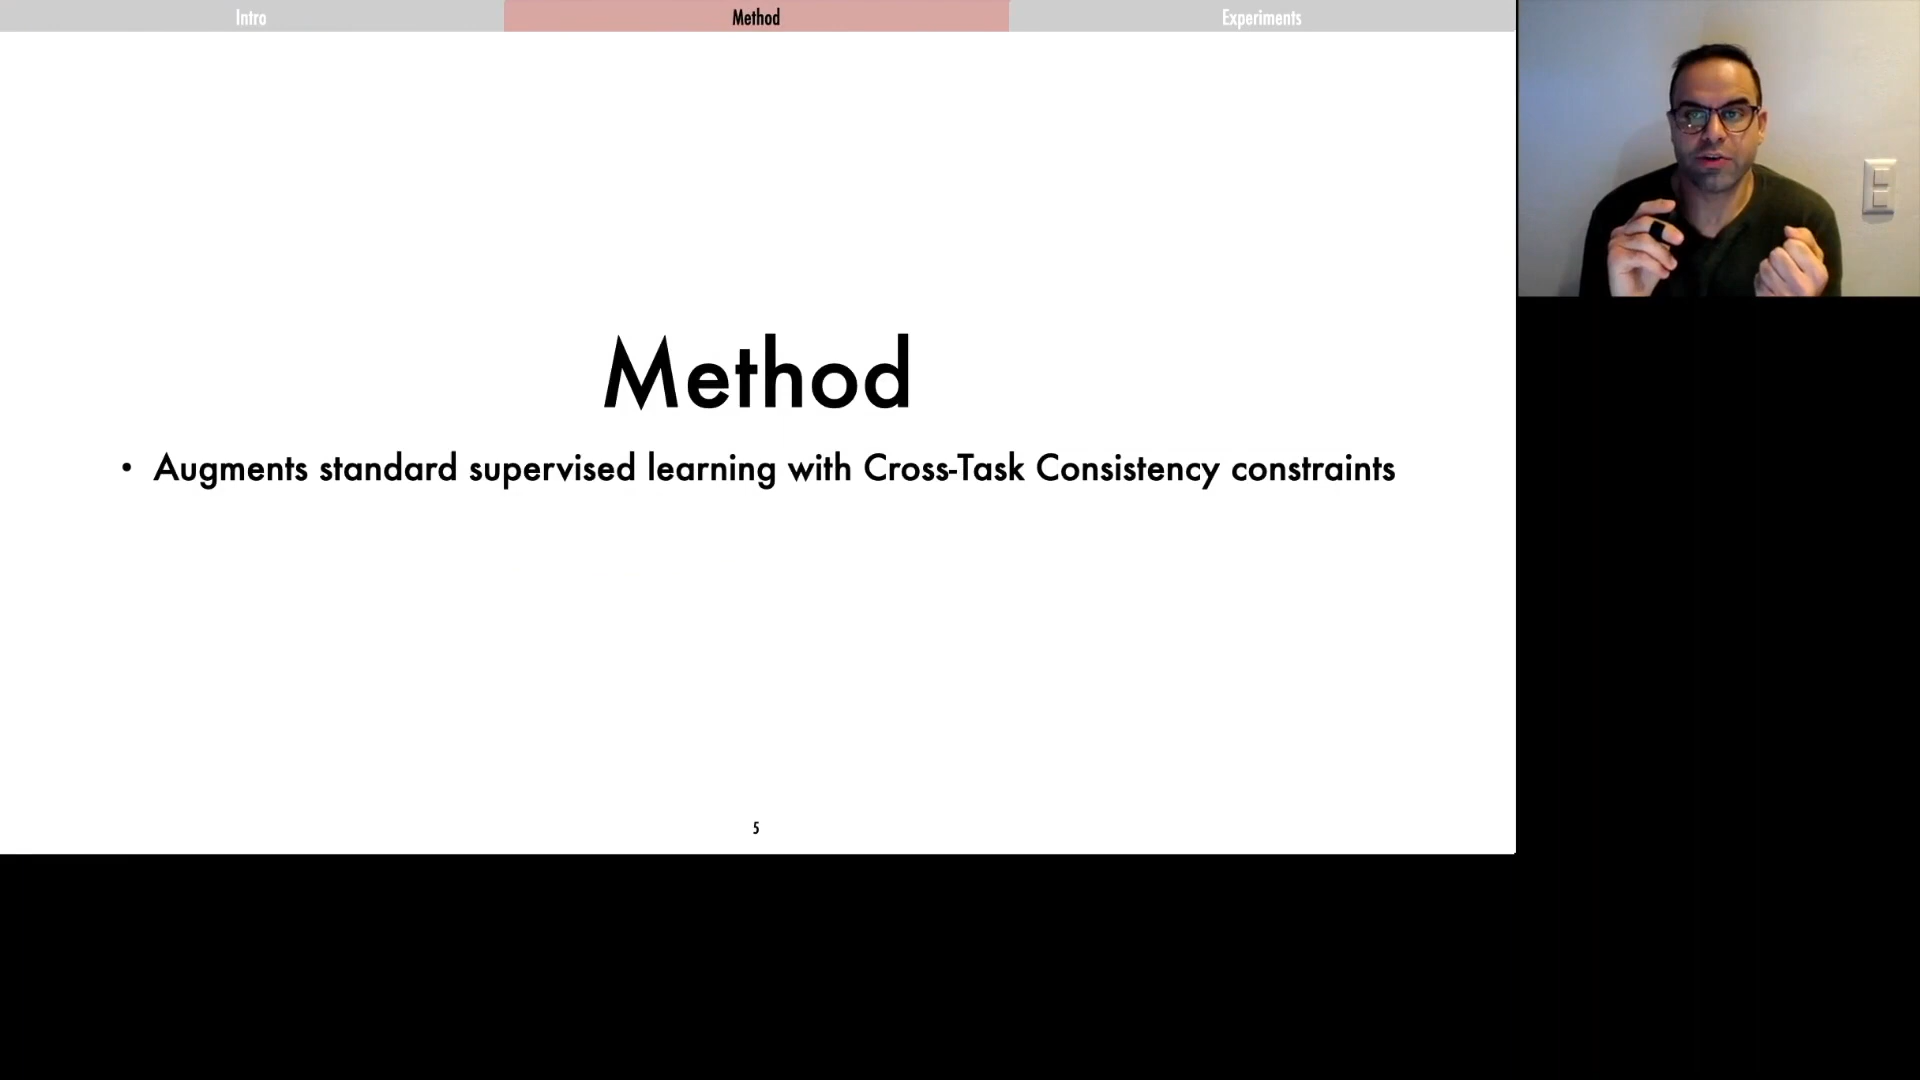 Intro
Method
Experiments
Method
• Augments standard supervised learning with Cross-Task Consistency constraints
5